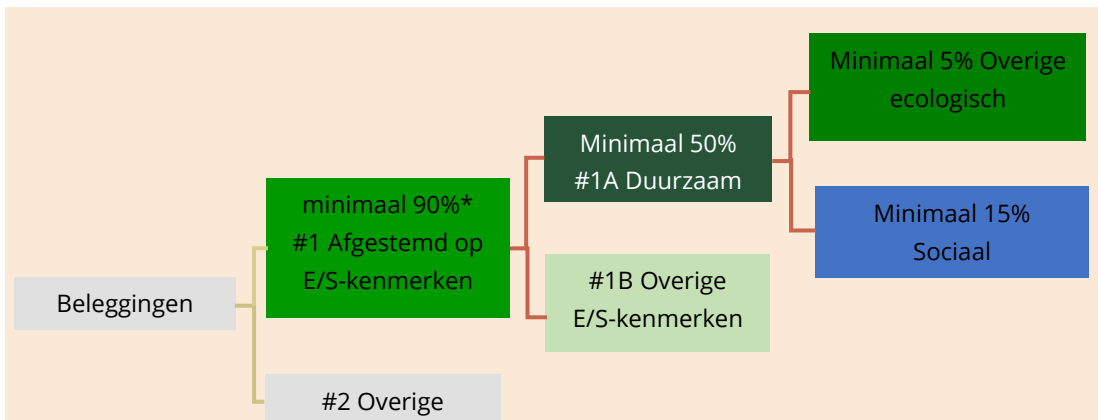 Beleggingen
minimaal 90%*
#1 Afgestemd op
E/S-kenmerken
#2 Overige
Minimaal 50%
#1A Duurzaam
#1B Overige
E/S-kenmerken
Minimaal 5% Overige
ecologisch
Minimaal 15%
Sociaal